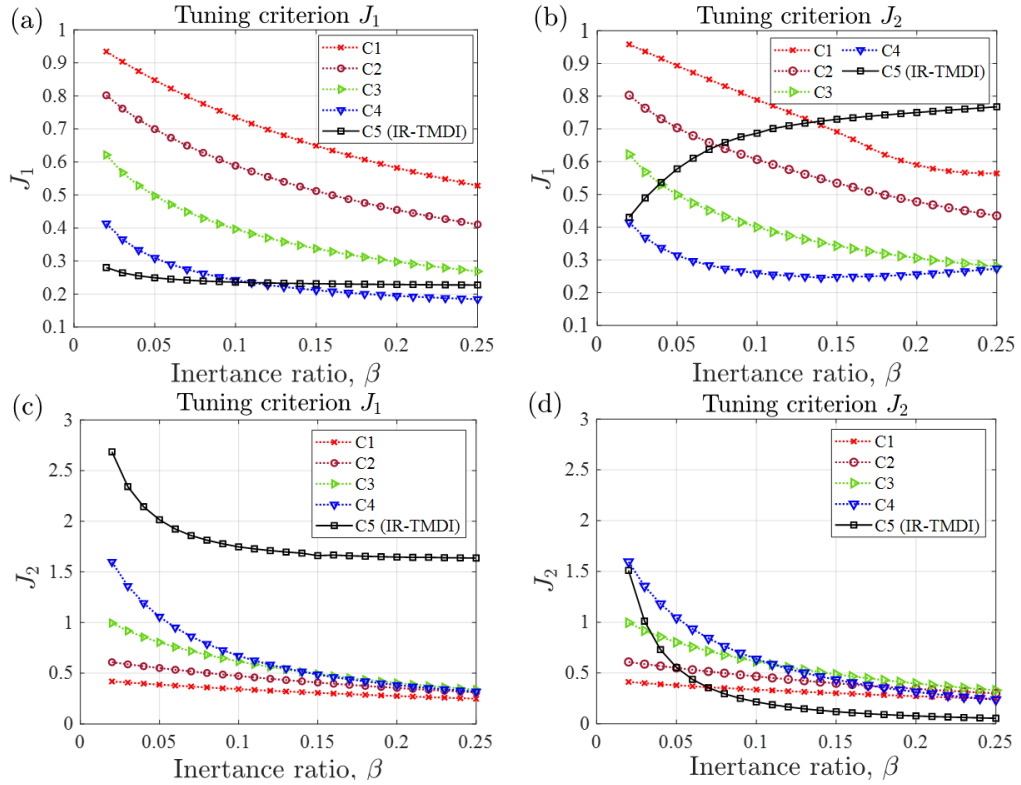 (a) Tuning criterion J₁
1
0.9
0.8
0.7
0.6
0.5
0.4
0.3
0.2
0.1
J₁
C1
C2
C3
C4
C5 (IR-TMDI)
0 0.05 0.1 0.15 0.2 0.25
Inertance ratio, β
(b) Tuning criterion J₂
1
0.9
0.8
0.7
0.6
0.5
0.4
0.3
0.2
0.1
J₁
C1 C4
C2 C5 (IR-TMDI)
C3
0 0.05 0.1 0.15 0.2 0.25
Inertance ratio, β
(c) Tuning criterion J₁
3
2.5
2
1.5
1
0.5
0
J₂
C1
C2
C3
C4
C5 (IR-TMDI)
0 0.05 0.1 0.15 0.2 0.25
Inertance ratio, β
(d) Tuning criterion J₂
3
2.5
2
1.5
1
0.5
0
J₂
C1
C2
C3
C4
C5 (IR-TMDI)
0 0.05 0.1 0.15 0.2 0.25
Inertance ratio, β